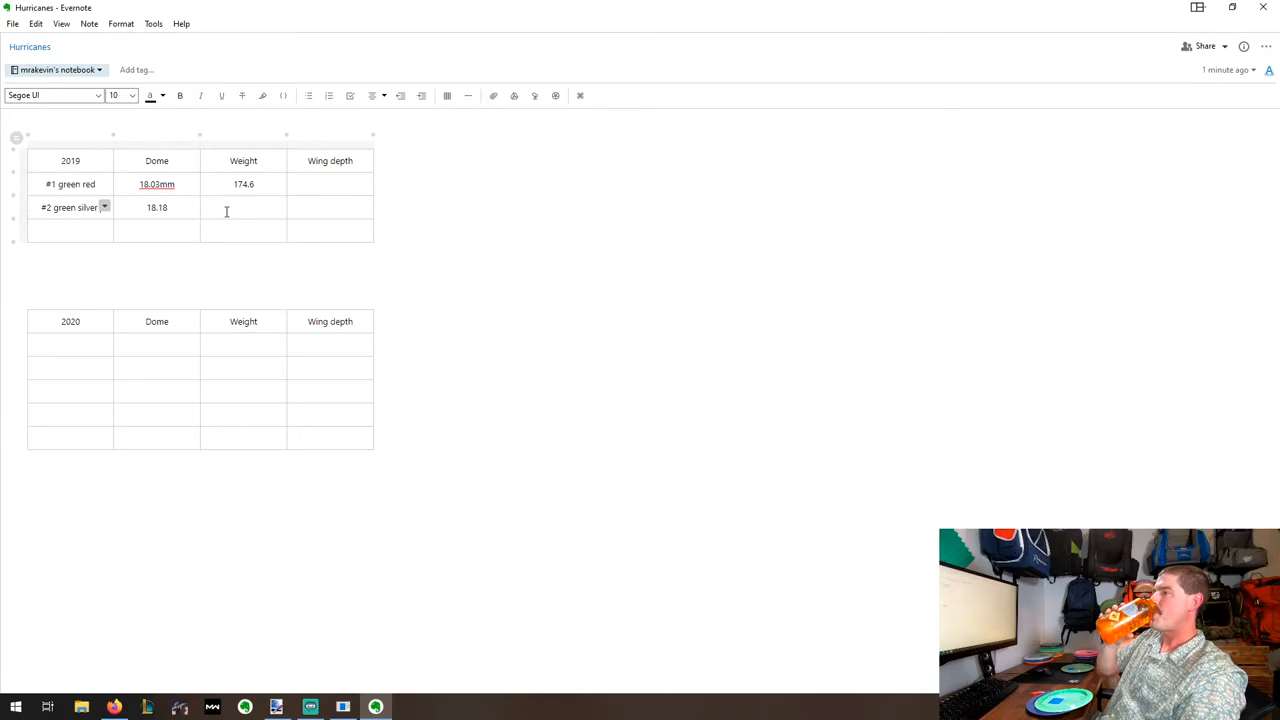 Hurricanes - Evernote
File Edit View Note Format Tools Help
Hurricanes
Share
mrakevin's notebook
Add tag...
1 minute ago
Segoe UI 10 a B I U T
2019 Dome Weight Wing depth
#1 green red 18.03mm 174.6
#2 green silver 18.18
2020 Dome Weight Wing depth